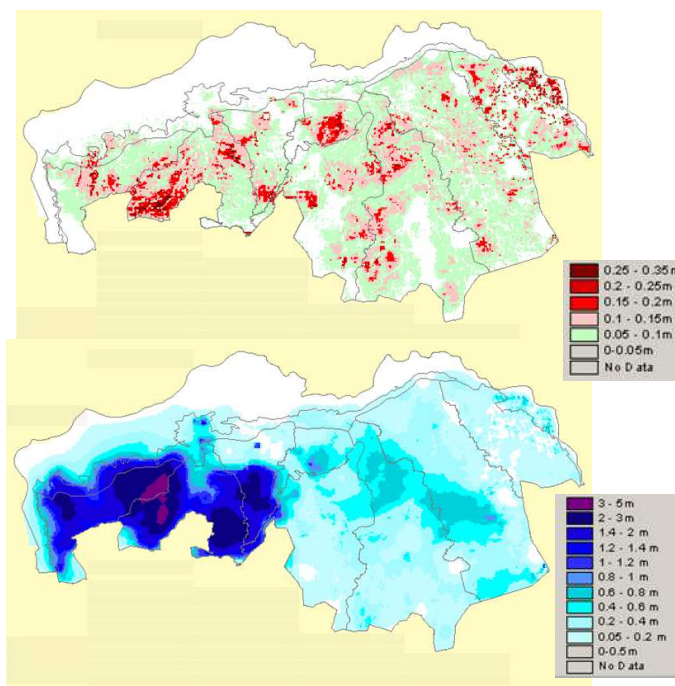 0.25 - 0.35m
0.2 - 0.25m
0.15 - 0.2m
0.1 - 0.15m
0.05 - 0.1m
0-0.05m
No Data
3 - 5 m
2 - 3m
1.4 - 2 m
1.2 - 1.4 m
1 - 1.2 m
0.8 - 1 m
0.6 - 0.8 m
0.4 - 0.6 m
0.2 - 0.4 m
0.05 - 0.2 m
0-0.5m
No Data